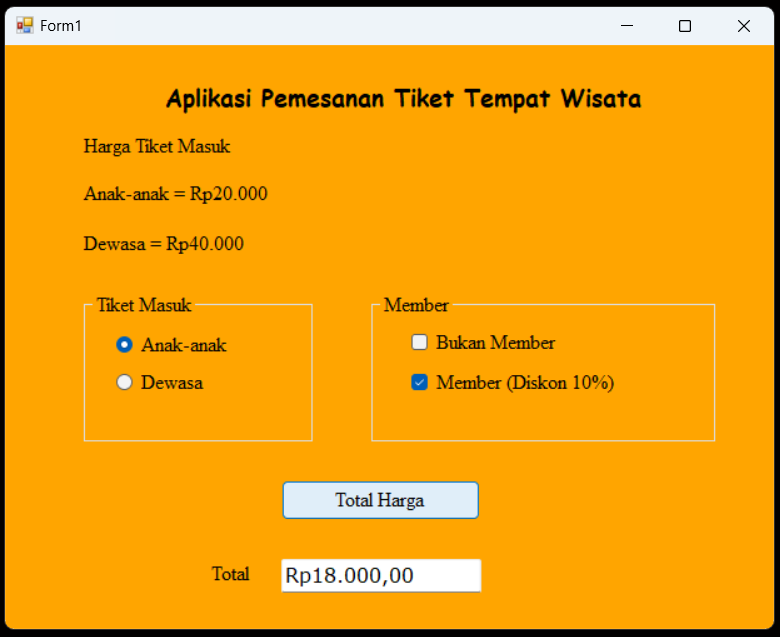 Form1
Aplikasi Pemesanan Tiket Tempat Wisata
Harga Tiket Masuk
Anak-anak = Rp20.000
Dewasa = Rp40.000
Tiket Masuk
Anak-anak
Dewasa
Member
Bukan Member
Member (Diskon 10%)
Total Harga
Total
Rp18.000,00